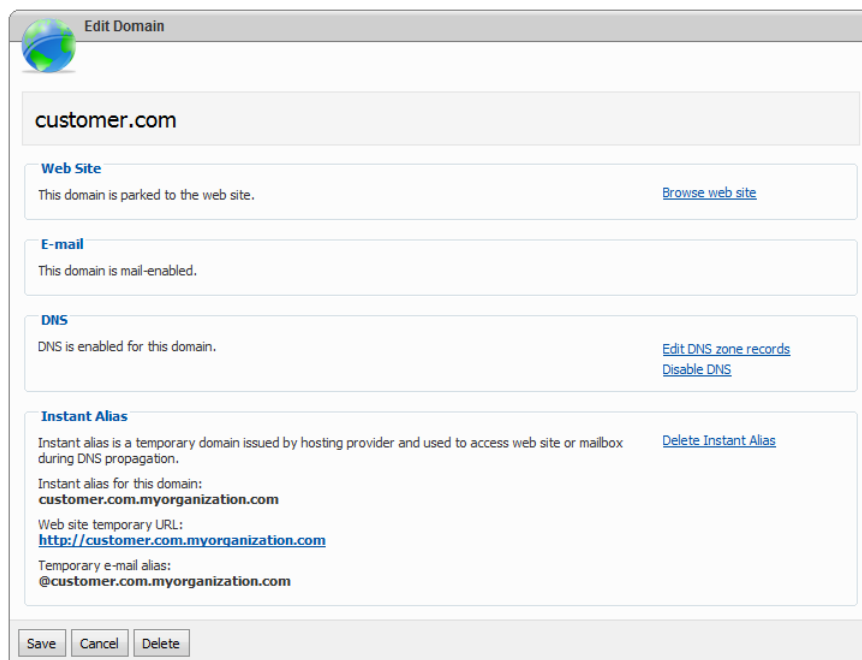 Edit Domain
customer.com
Web Site
This domain is parked to the web site.
Browse web site
E-mail
This domain is mail-enabled.
DNS
DNS is enabled for this domain.
Edit DNS zone records
Disable DNS
Instant Alias
Instant alias is a temporary domain issued by hosting provider and used to access web site or mailbox
during DNS propagation.
Delete Instant Alias
Instant alias for this domain:
customer.com.myorganization.com
Web site temporary URL:
http://customer.com.myorganization.com
Temporary e-mail alias:
@customer.com.myorganization.com
Save Cancel Delete